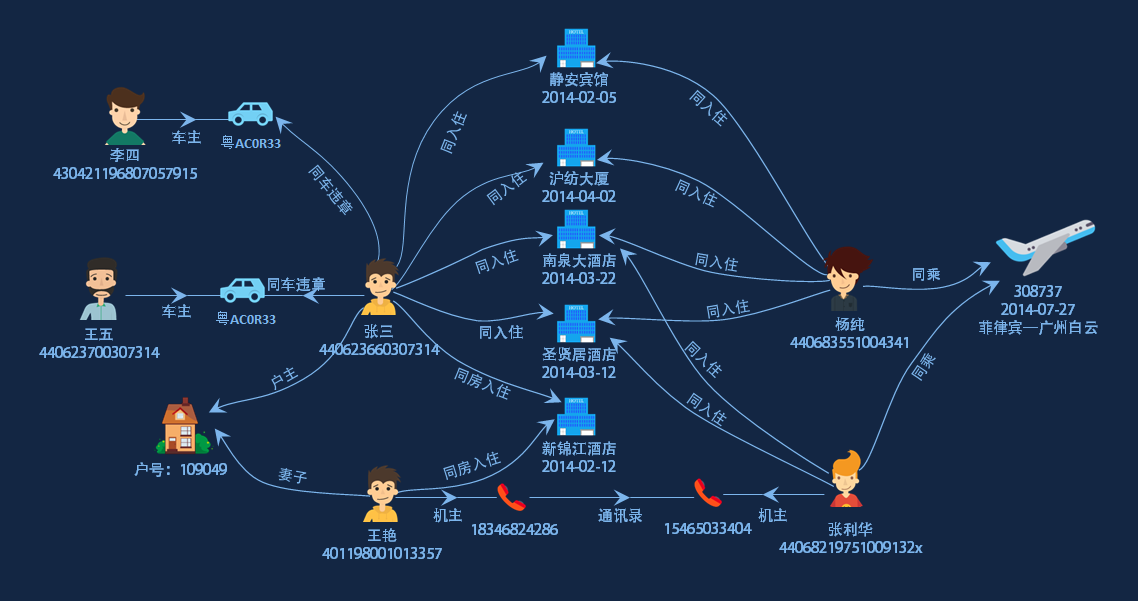 静安宾馆
2014-02-05
同入住
同入住
李四
430421196807057915
车主
粤AC0R33
同车违章
同入住
沪纺大厦
2014-04-02
同入住
王五
440623700307314
车主
粤AC0R33
同车违章
张三
440623660307314
同入住
南泉大酒店
2014-03-22
同入住
同入住
圣贤居酒店
2014-03-12
同入住
杨纯
440683551004341
同乘
308737
2014-07-27
菲律宾—广州白云
同乘
户主
同房入住
同入住
同入住
户号：109049
妻子
同房入住
新锦江酒店
2014-02-12
王艳
401198001013357
机主
18346824286
通讯录
15465033404
机主
张利华
44068219751009132x